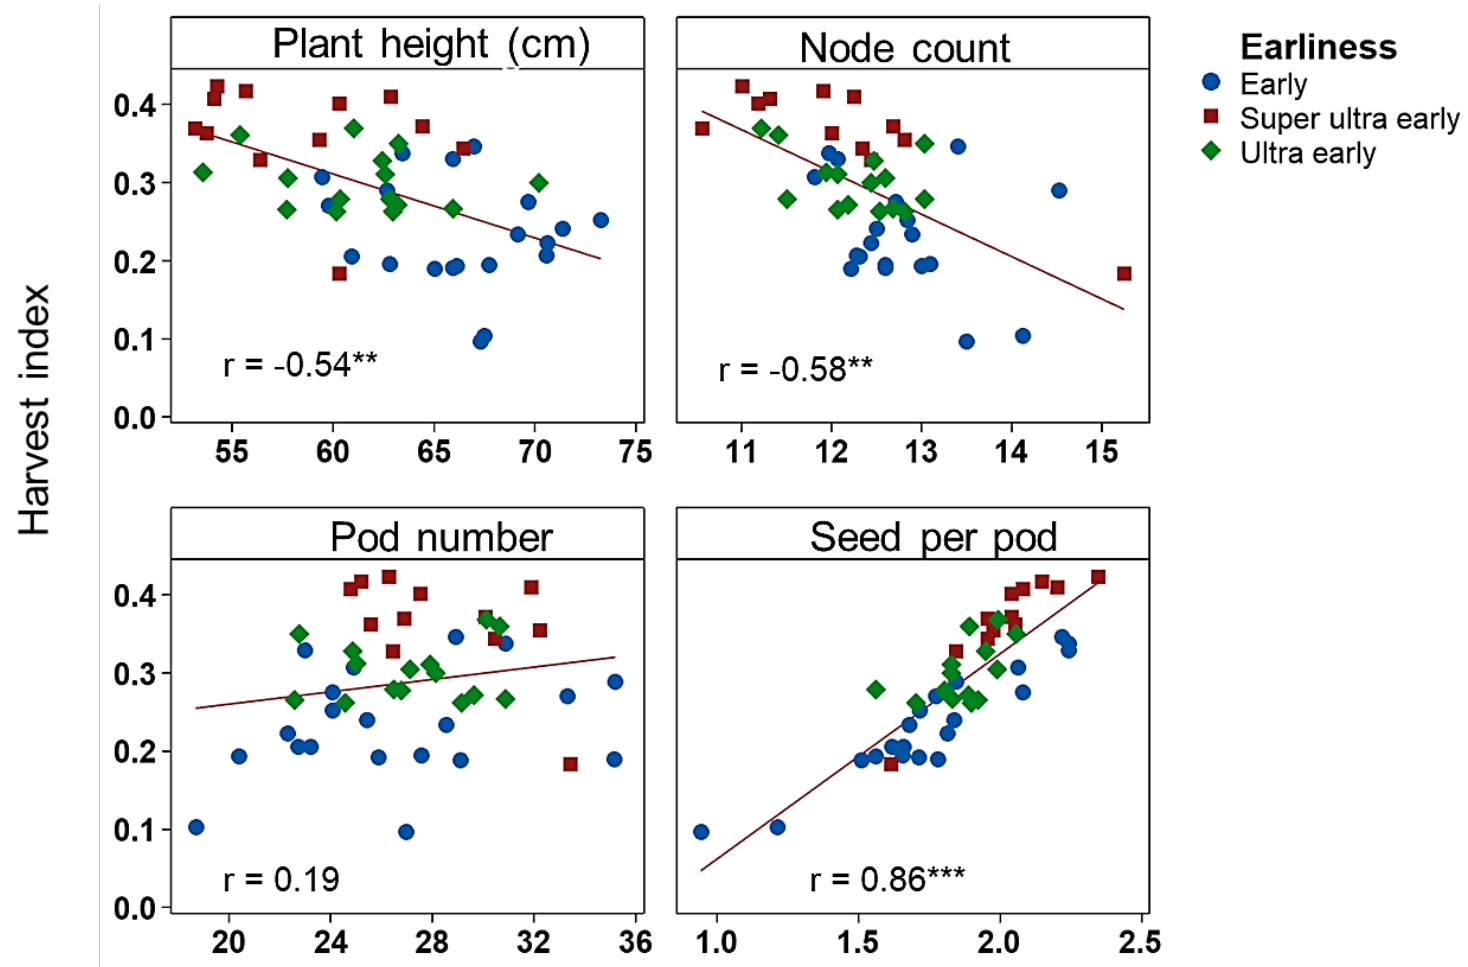 Plant height (cm)
Node count
Earliness
Early
Super ultra early
Ultra early
Harvest index
0.4
0.3
0.2
0.1
0.0
r = -0.54**
r = -0.58**
55 60 65 70 75
11 12 13 14 15
Pod number
Seed per pod
0.4
0.3
0.2
0.1
0.0
r = 0.19
r = 0.86***
20 24 28 32 36
1.0 1.5 2.0 2.5